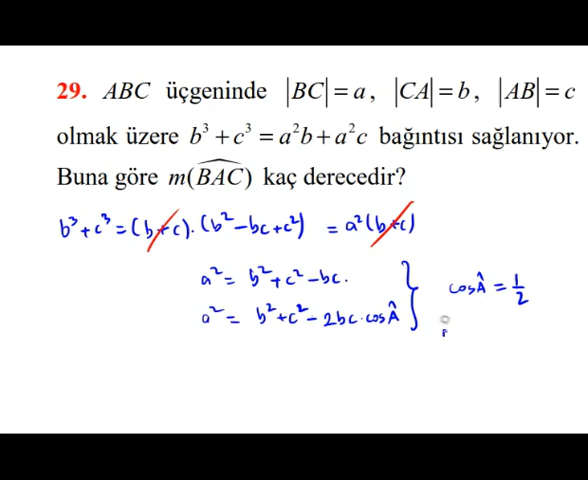 29. ABC üçgeninde |BC| = a, |CA| = b, |AB| = c
olmak üzere b³ + c³ = a²b + a²c bağıntısı sağlanıyor.
Buna göre m(BAC) kaç derecedir?
b³ + c³ = (b+c).(b² - bc + c²) = a²(b+c)
a² = b² + c² - bc.
a² = b² + c² - 2bc.cosÂ
cosÂ = 1/2